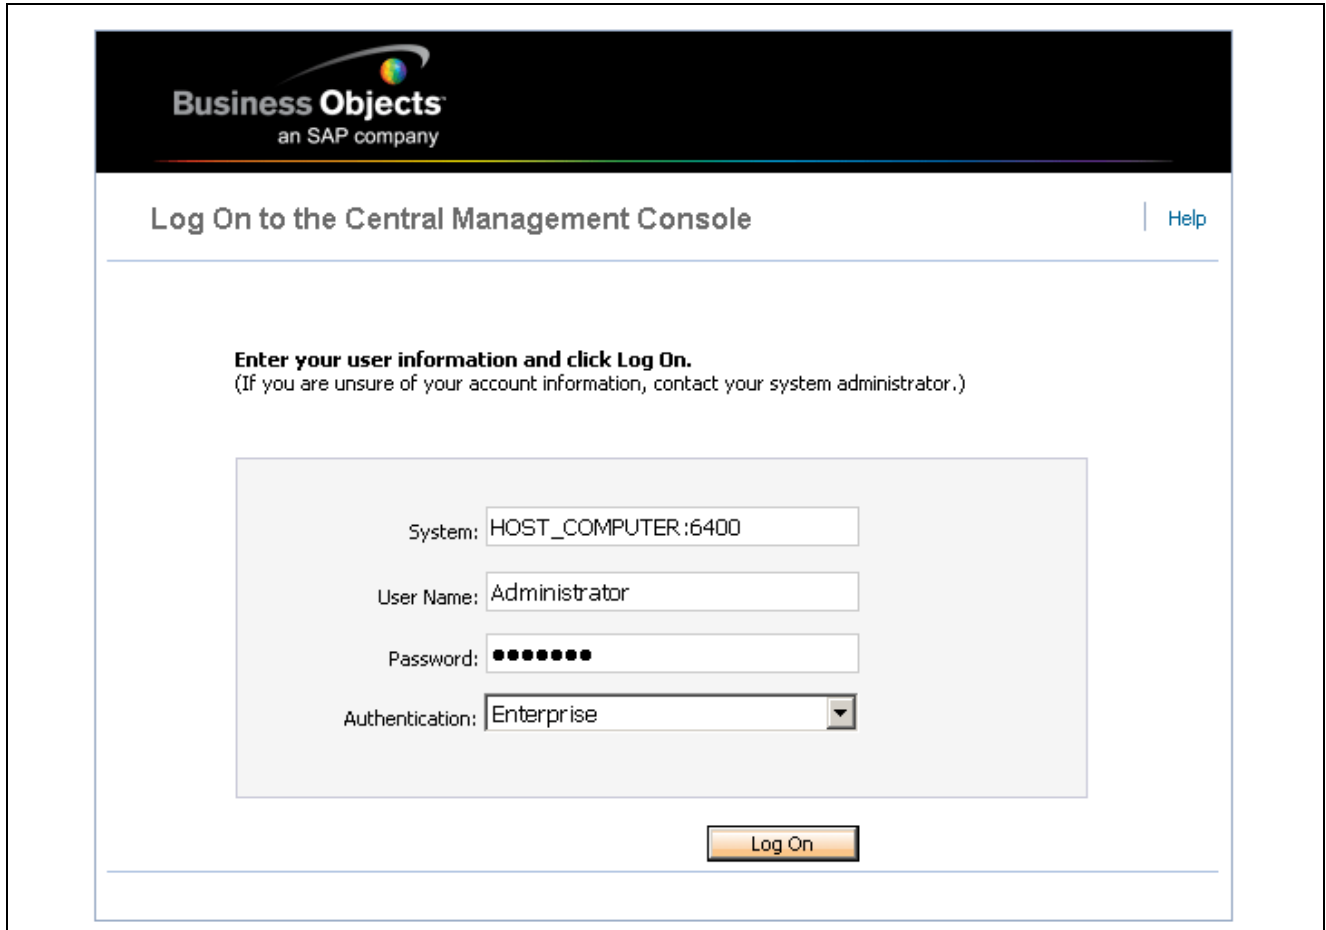 Business Objects™
an SAP company
Log On to the Central Management Console
Help
Enter your user information and click Log On.
(If you are unsure of your account information, contact your system administrator.)
System: HOST_COMPUTER:6400
User Name: Administrator
Password: ●●●●●●●
Authentication: Enterprise
Log On